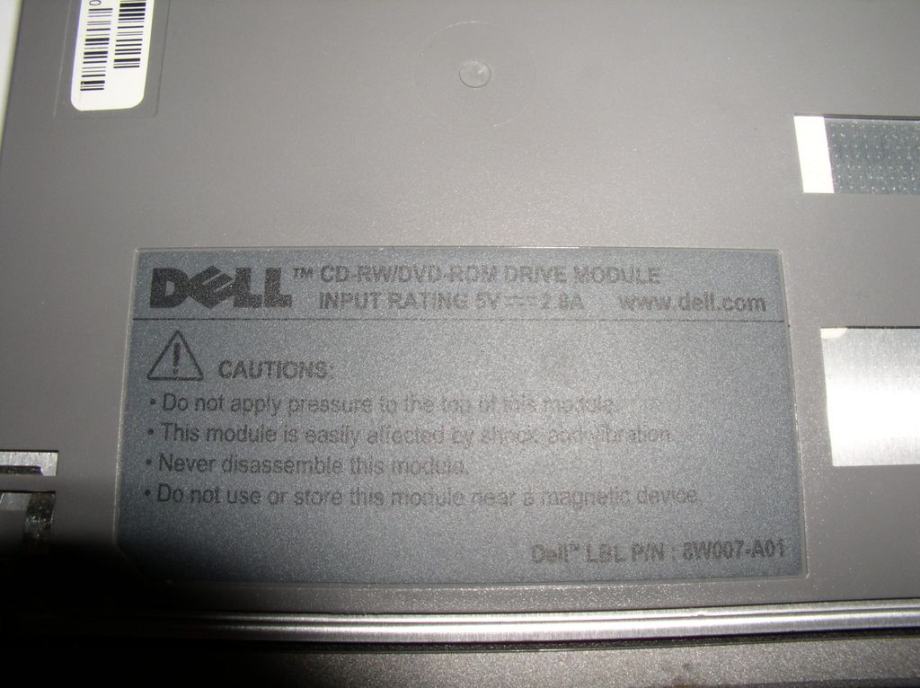 DELL™ CD-RW/DVD-ROM DRIVE MODULE
INPUT RATING 5V 2.8A www.dell.com
CAUTIONS:
• Do not apply pressure to the top of this module.
• This module is easily affected by shock and vibration.
• Never disassemble this module.
• Do not use or store this module near a magnetic device.
Dell™ LBL P/N : 8W007-A01